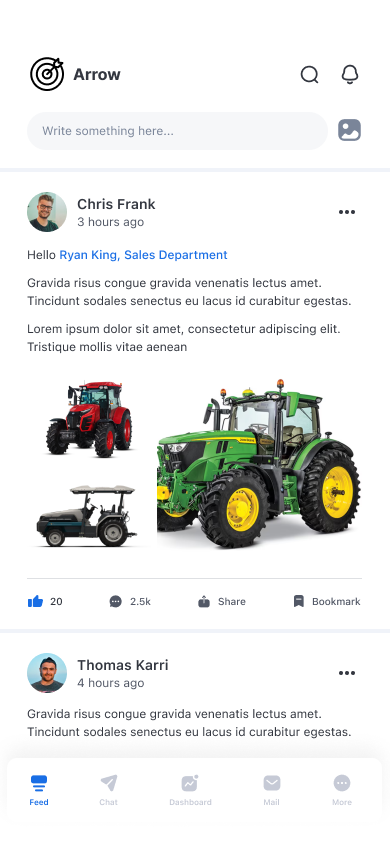 Arrow
Write something here...
Chris Frank
3 hours ago
Hello Ryan King, Sales Department
Gravida risus congue gravida venenatis lectus amet.
Tincidunt sodales senectus eu lacus id curabitur egestas.
Lorem ipsum dolor sit amet, consectetur adipiscing elit.
Tristique mollis vitae aenean
20
2.5k
Share
Bookmark
Thomas Karri
4 hours ago
Gravida risus congue gravida venenatis lectus amet.
Tincidunt sodales senectus eu lacus id curabitur egestas.
Feed
Chat
Dashboard
Mail
More